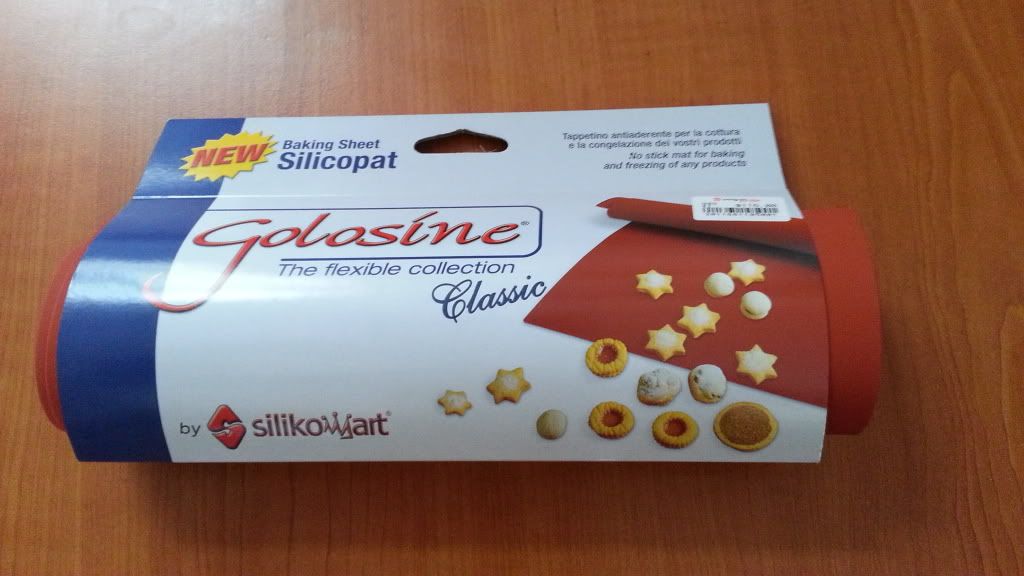 NEW
Baking Sheet
Silicopat
Tappetino antiaderente per la cottura
e la congelazione dei vostri prodotti
No stick mat for baking
and freezing of any products
Golosine®
The flexible collection
Classic
by silikomart®